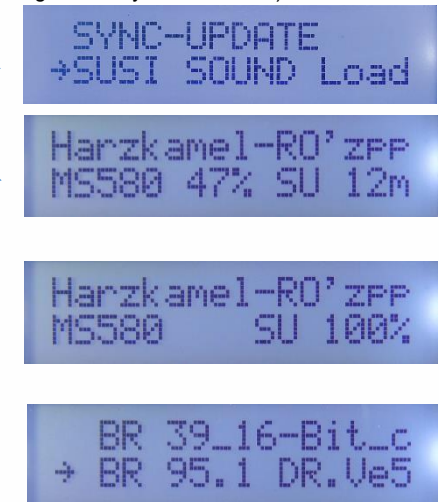 SYNC-UPDATE
→SUSI SOUND Load
Harzkamel-RO'zpp
MS580 47% SU 12m
Harzkamel-RO'zpp
MS580 SU 100%
BR 39_16-Bit_c
→ BR 95.1 DR.Ve5